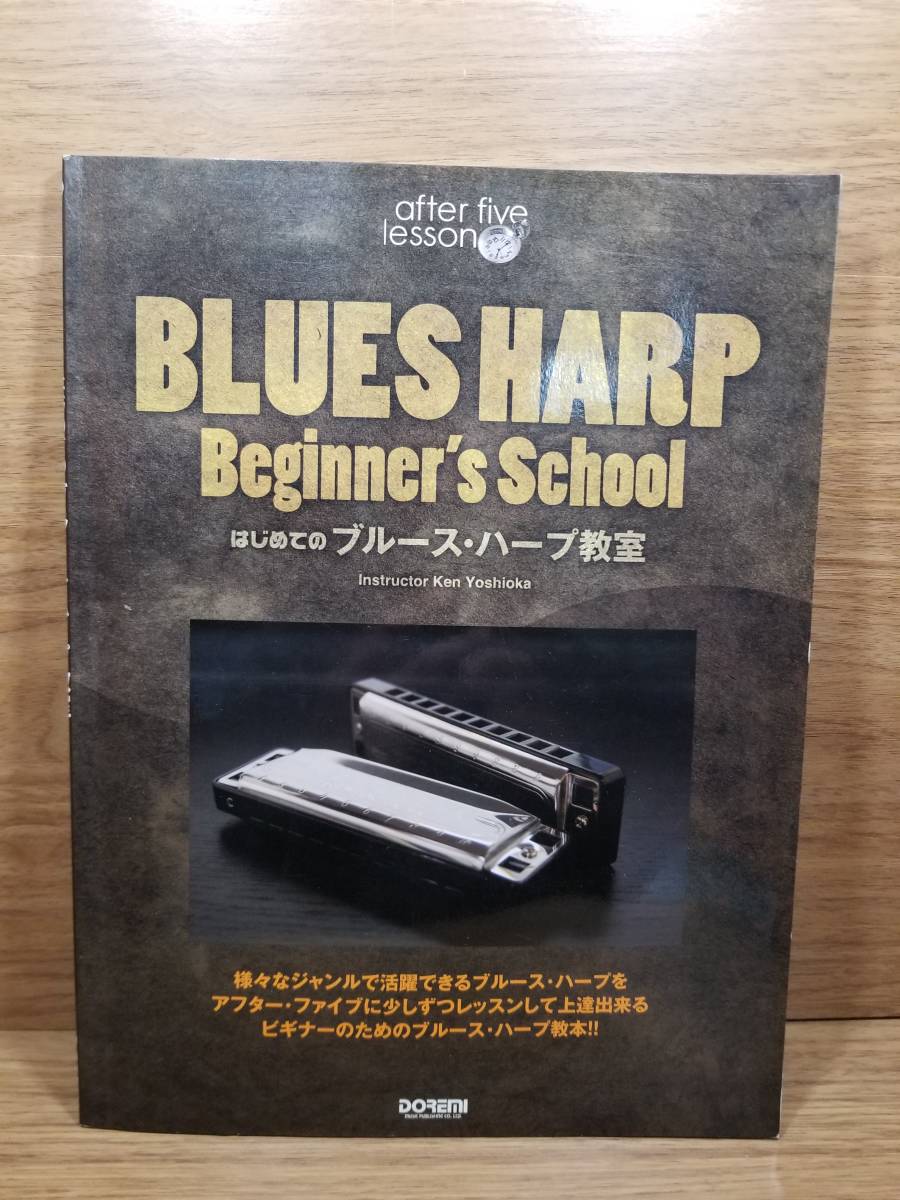 after five
lesson
BLUES HARP
Beginner's School
はじめてのブルース・ハープ教室
Instructor Ken Yoshioka
様々なジャンルで活躍できるブルース・ハープを
アフター・ファイブに少しずつレッスンして上達出来る
ビギナーのためのブルース・ハープ教本!!
DOREMI
MUSIC PUBLISHING CO., LTD.